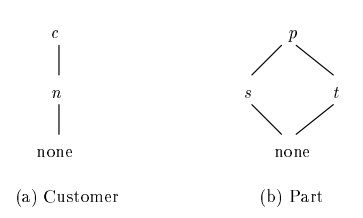 c p
n s t
none none
(a) Customer (b) Part